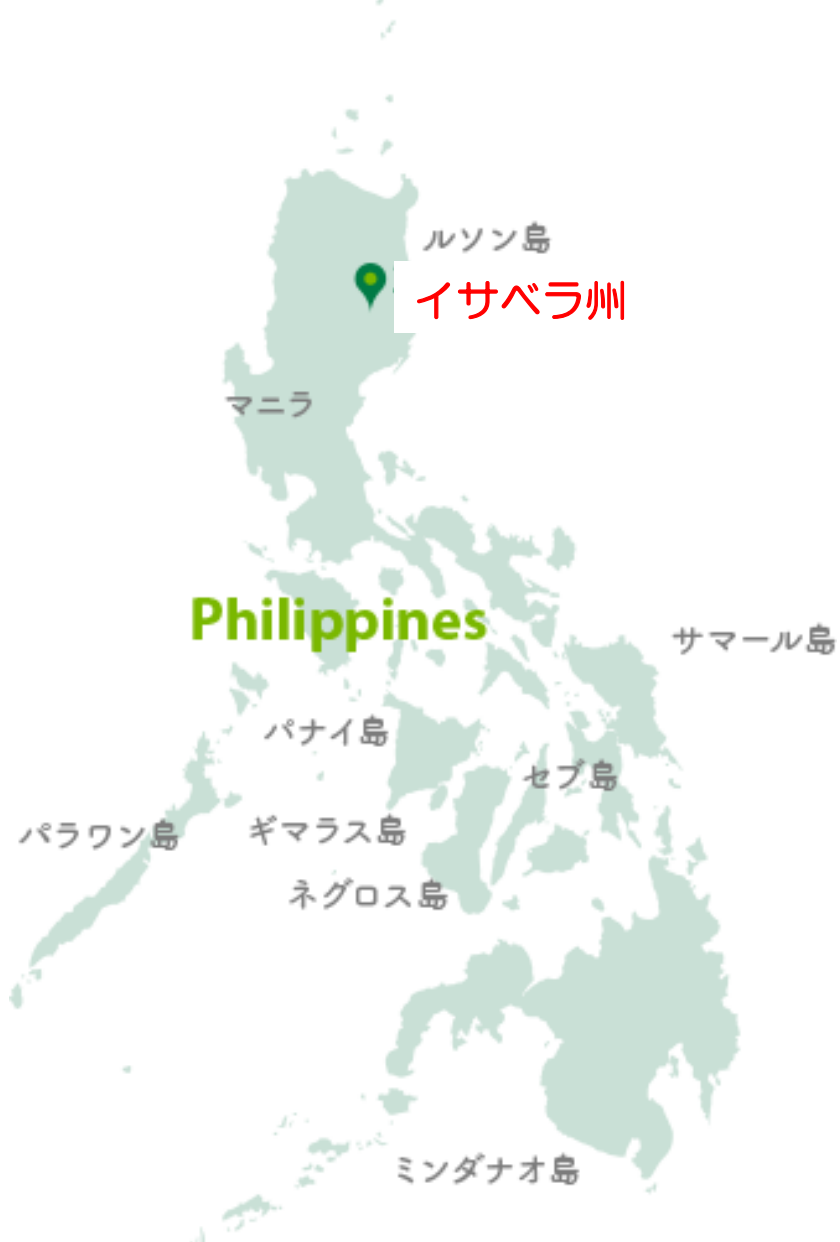 ルソン島
イサベラ州
マニラ
Philippines
サマール島
パナイ島
セブ島
パラワン島
ギマラス島
ネグロス島
ミンダナオ島